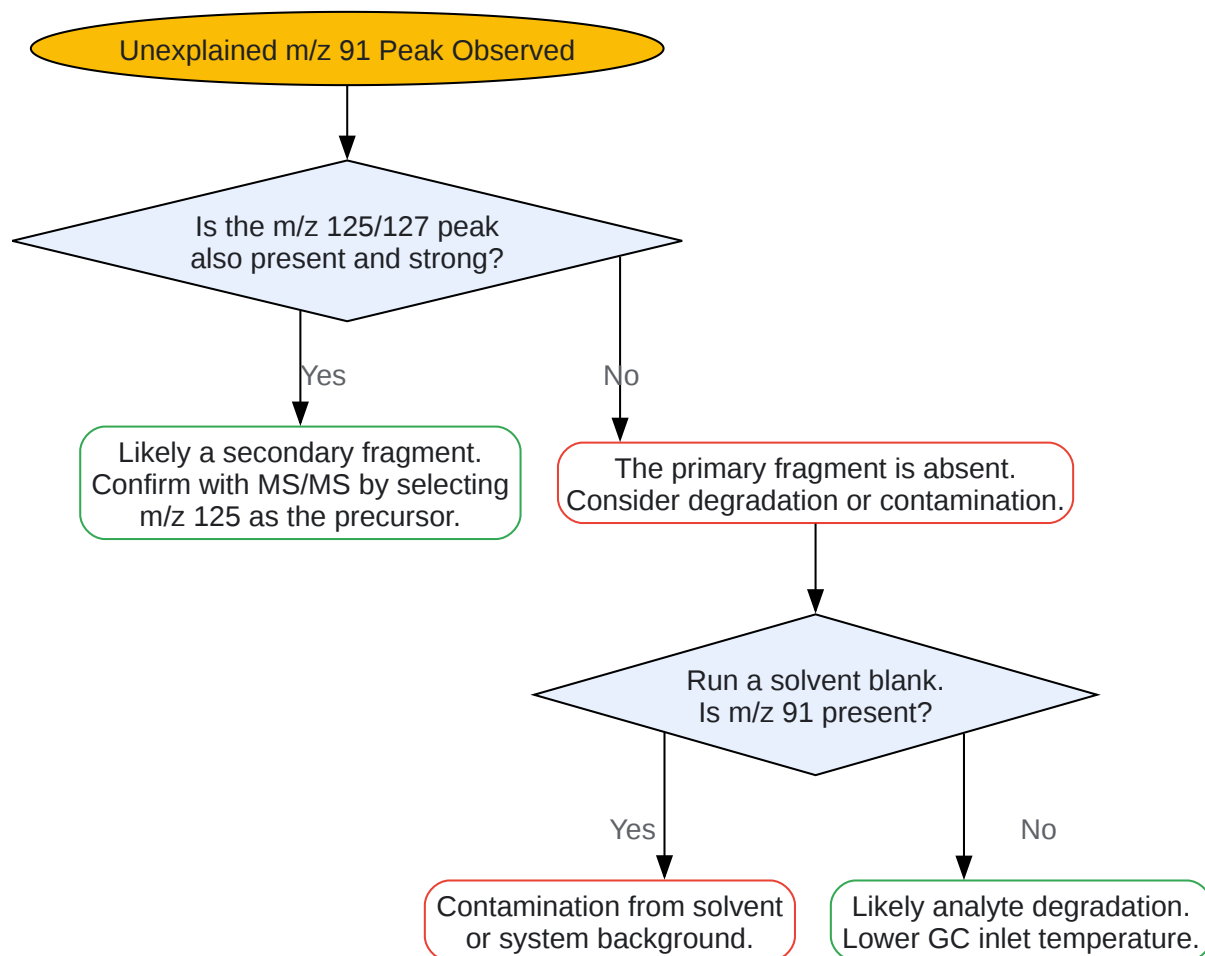 Unexplained m/z 91 Peak Observed
Is the m/z 125/127 peak
also present and strong?
Yes
No
Likely a secondary fragment.
Confirm with MS/MS by selecting
m/z 125 as the precursor.
The primary fragment is absent.
Consider degradation or contamination.
Run a solvent blank.
Is m/z 91 present?
Yes
No
Contamination from solvent
or system background.
Likely analyte degradation.
Lower GC inlet temperature.